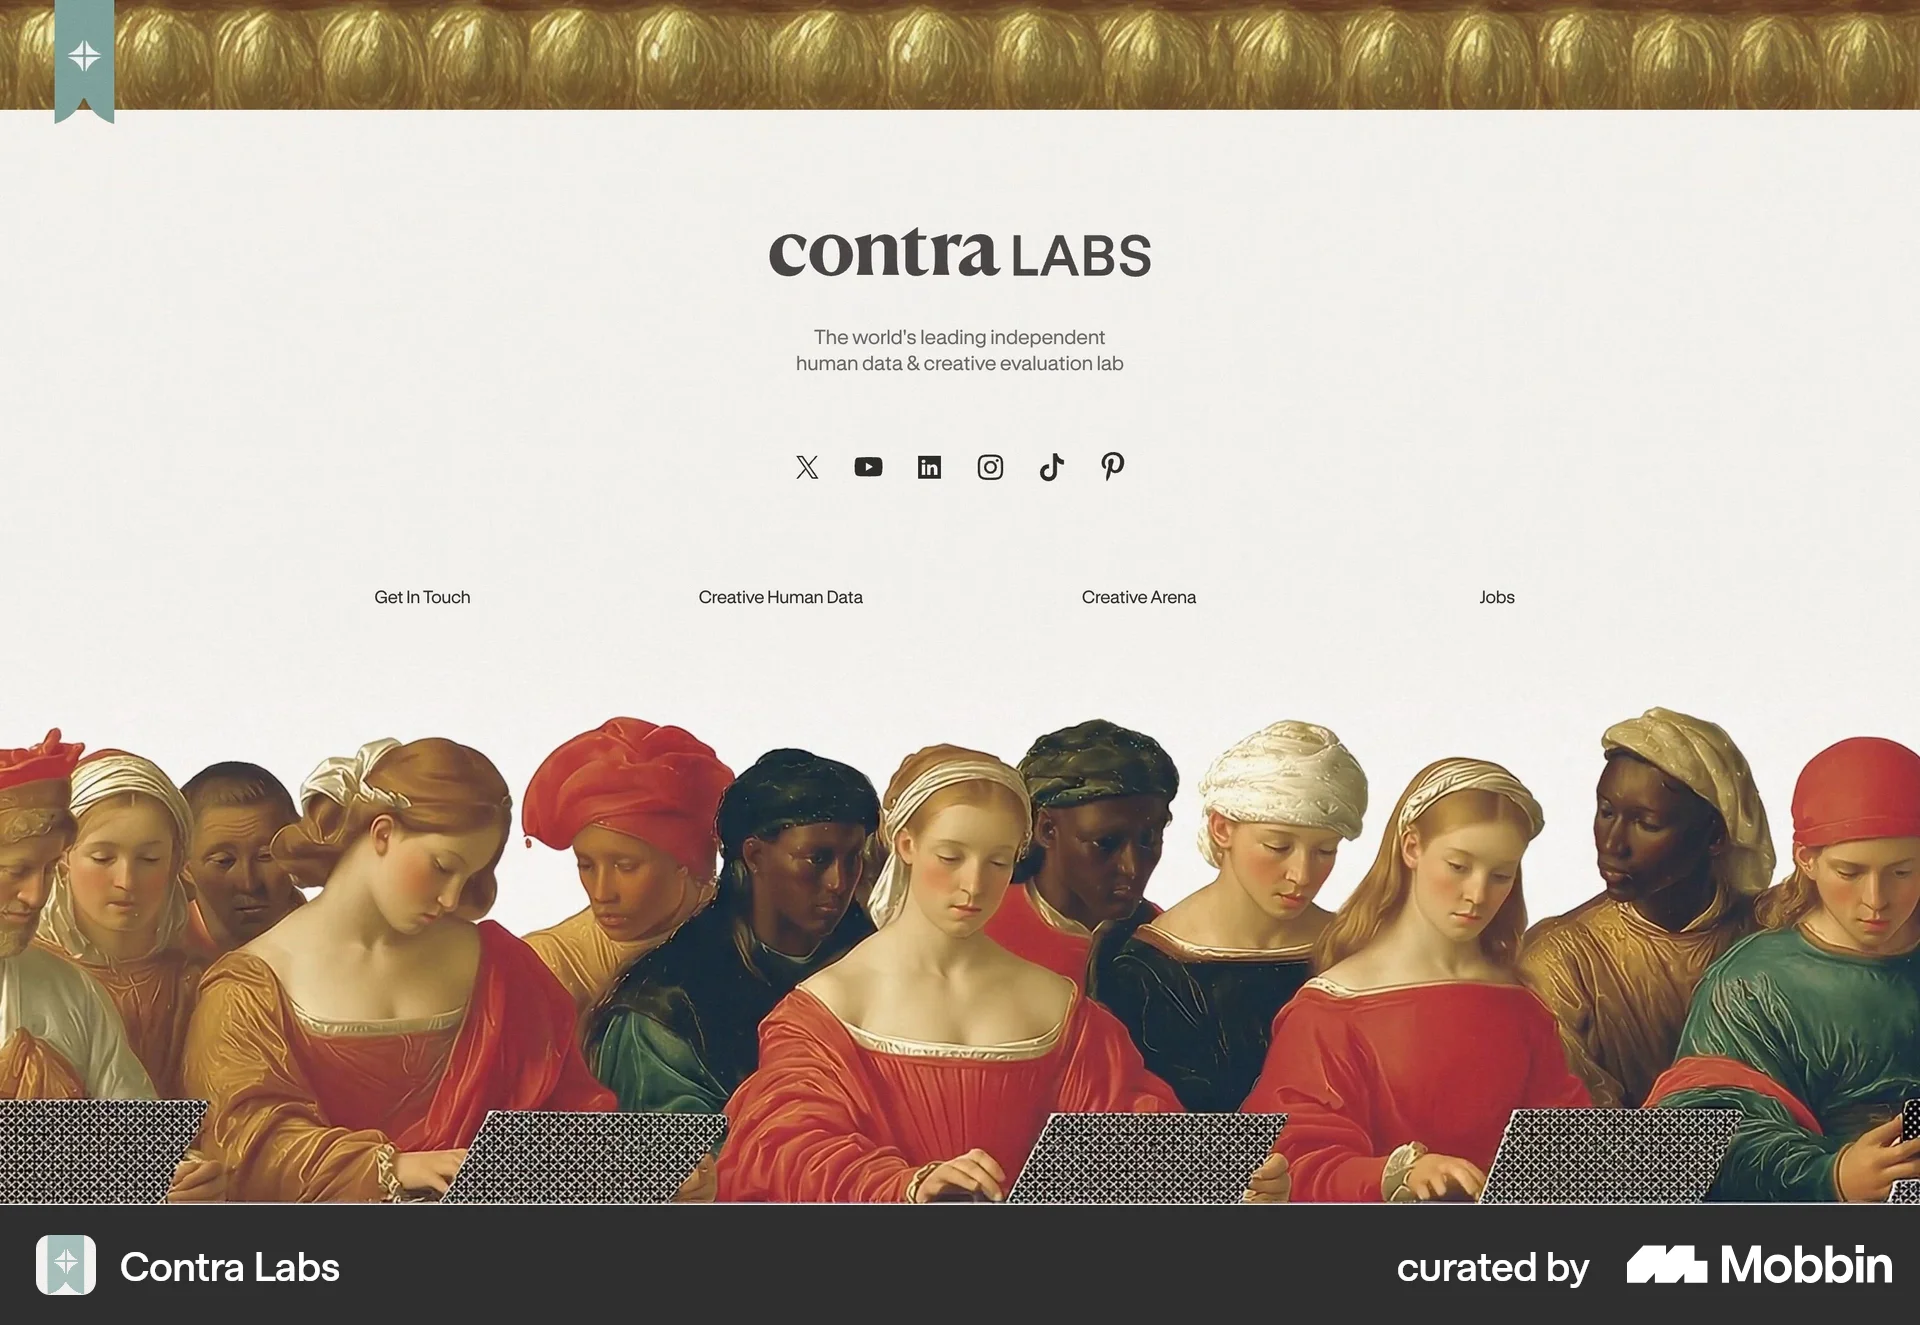 contra LABS
The world's leading independent
human data & creative evaluation lab
Get In Touch
Creative Human Data
Creative Arena
Jobs
Contra Labs
curated by Mobbin